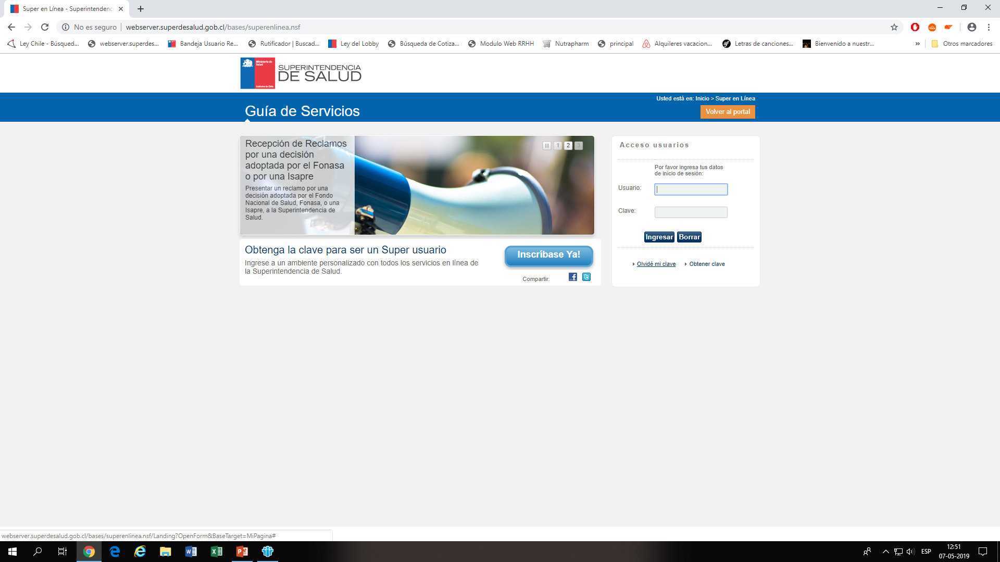 Super en Línea - Superintendenc
No es seguro
webserver.superdesalud.gob.cl/bases/superenlinea.nsf
Ley Chile - Búsqued...
webserver.superdes...
Bandeja Usuario Re...
Rutificador | Buscad...
Ley del Lobby
Búsqueda de Cotiza...
Modulo Web RRHH
Nutrapharm
principal
Alquileres vacacion...
Letras de canciones...
Bienvenido a nuestr...
»
Otros marcadores
Ministerio de
Salud
Gobierno de Chile
SUPERINTENDENCIA
DE SALUD
Usted está en: Inicio > Super en Línea
Guía de Servicios
Volver al portal
Recepción de Reclamos
por una decisión
adoptada por el Fonasa
o por una Isapre
Presentar un reclamo por una
decisión adoptada por el Fondo
Nacional de Salud, Fonasa, o una
Isapre, a la Superintendencia de
Salud.
1 2 3
Acceso usuarios
Por favor ingresa tus datos
de inicio de sesión:
Usuario:
Clave:
Ingresar Borrar
Olvidé mi clave
Obtener clave
Obtenga la clave para ser un Super usuario
Ingrese a un ambiente personalizado con todos los servicios en línea de
la Superintendencia de Salud.
Inscríbase Ya!
Compartir:
webserver.superdesalud.gob.cl/bases/superenlinea.nsf/Landing?OpenForm&BaseTarget=MiPagina#
ESP
12:51
07-05-2019